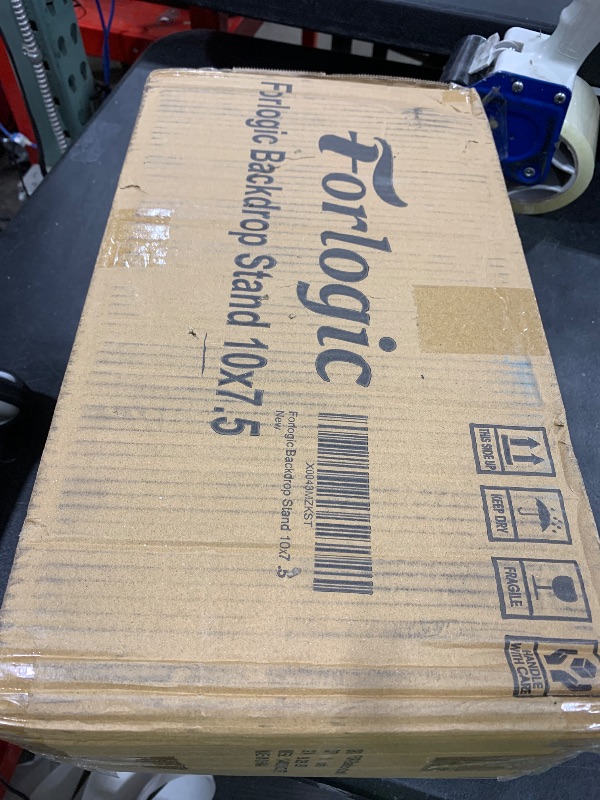 Forlogic
Forlogic Backdrop Stand 10x7.5
X0043MZKST
Forlogic Backdrop Stand 10x7.5
New
THIS SIDE UP
KEEP DRY
FRAGILE
HANDLE
WITH CARE